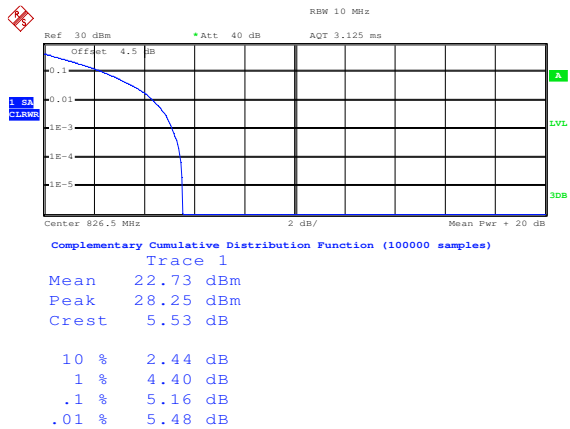 RBW 10 MHz
Ref 30 dBm * Att 40 dB AQT 3.125 ms
Offset 4.5 dB
0.1
A
0.01
1 SA
CLRWR
1E-3
LVL
1E-4
1E-5
3DB
Center 826.5 MHz 2 dB/ Mean Pwr + 20 dB
Complementary Cumulative Distribution Function (100000 samples)
Trace 1
Mean 22.73 dBm
Peak 28.25 dBm
Crest 5.53 dB
10 % 2.44 dB
1 % 4.40 dB
.1 % 5.16 dB
.01 % 5.48 dB